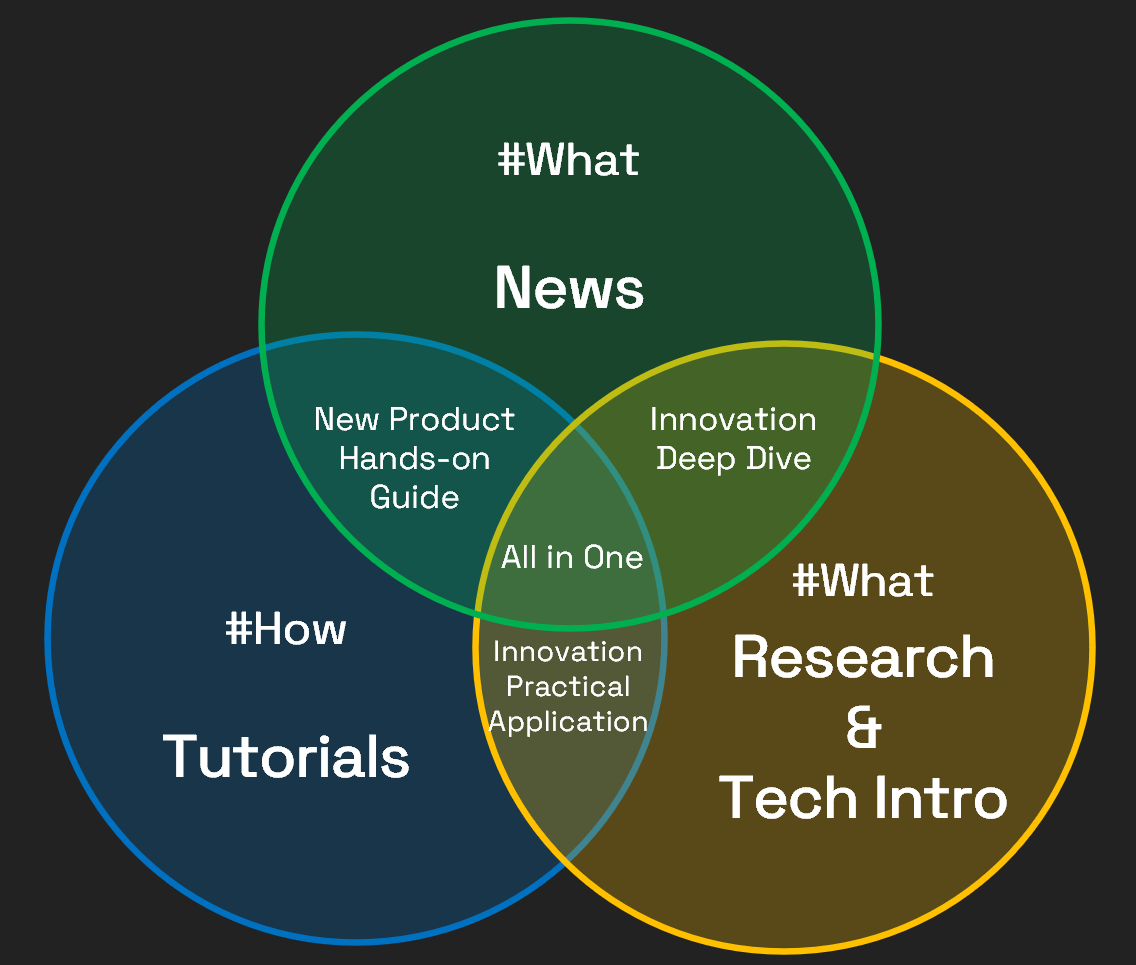 #What
News
New Product
Hands-on
Guide
Innovation
Deep Dive
All in One
#How
Tutorials
Innovation
Practical
Application
#What
Research
&
Tech Intro